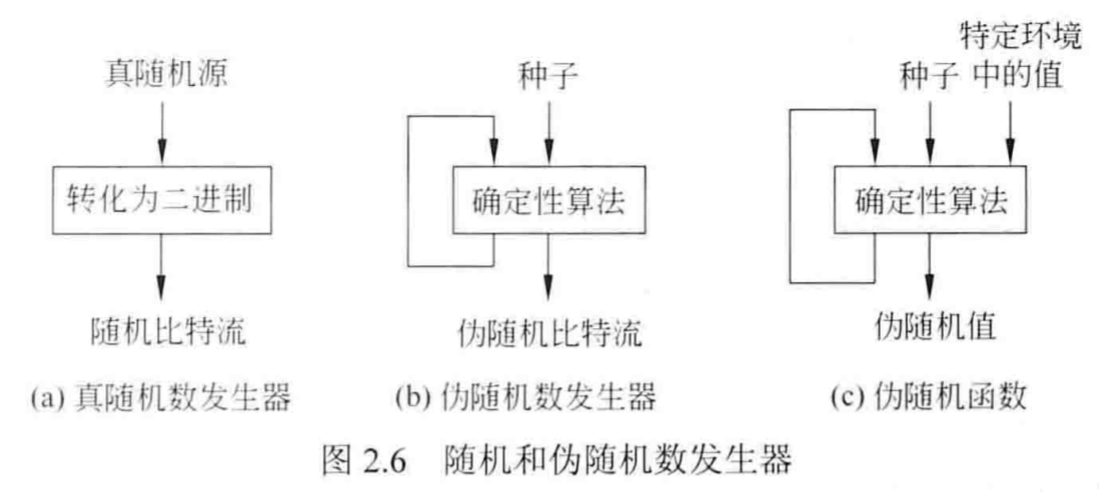 真随机源
转化为二进制
随机比特流
(a) 真随机数发生器
种子
确定性算法
伪随机比特流
(b) 伪随机数发生器
特定环境
种子 中的值
确定性算法
伪随机值
(c) 伪随机函数
图 2.6 随机和伪随机数发生器